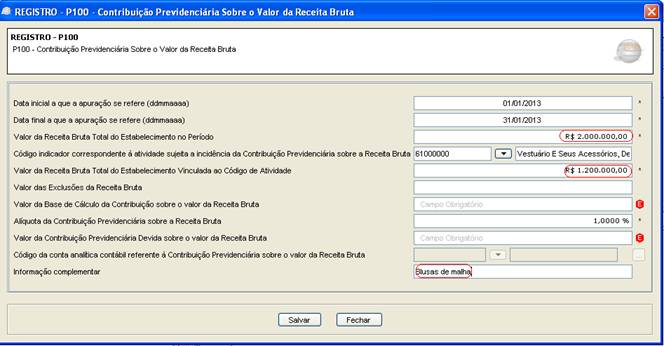 REGISTRO - P100 - Contribuição Previdenciária Sobre o Valor da Receita Bruta
REGISTRO - P100
P100 - Contribuição Previdenciária Sobre o Valor da Receita Bruta
Data inicial a que a apuração se refere (ddmmaaaa) 01/01/2013 *
Data final a que a apuração se refere (ddmmaaaa) 31/01/2013 *
Valor da Receita Bruta Total do Estabelecimento no Período R$ 2.000.000,00 *
Código indicador correspondente á atividade sujeita a incidência da Contribuição Previdenciária sobre a Receita Bruta 61000000 Vestuário E Seus Acessórios, De
Valor da Receita Bruta Total do Estabelecimento Vinculada ao Código de Atividade R$ 1.200.000,00 *
Valor das Exclusões da Receita Bruta
Valor da Base de Cálculo da Contribuição sobre o valor da Receita Bruta Campo Obrigatório E
Alíquota da Contribuição Previdenciária sobre a Receita Bruta 1,0000 % *
Valor da Contribuição Previdenciária Devida sobre o valor da Receita Bruta Campo Obrigatório E
Código da conta analítica contábil referente á Contribuição Previdenciária sobre o valor da Receita Bruta ...
Informação complementar Blusas de malha
Salvar Fechar